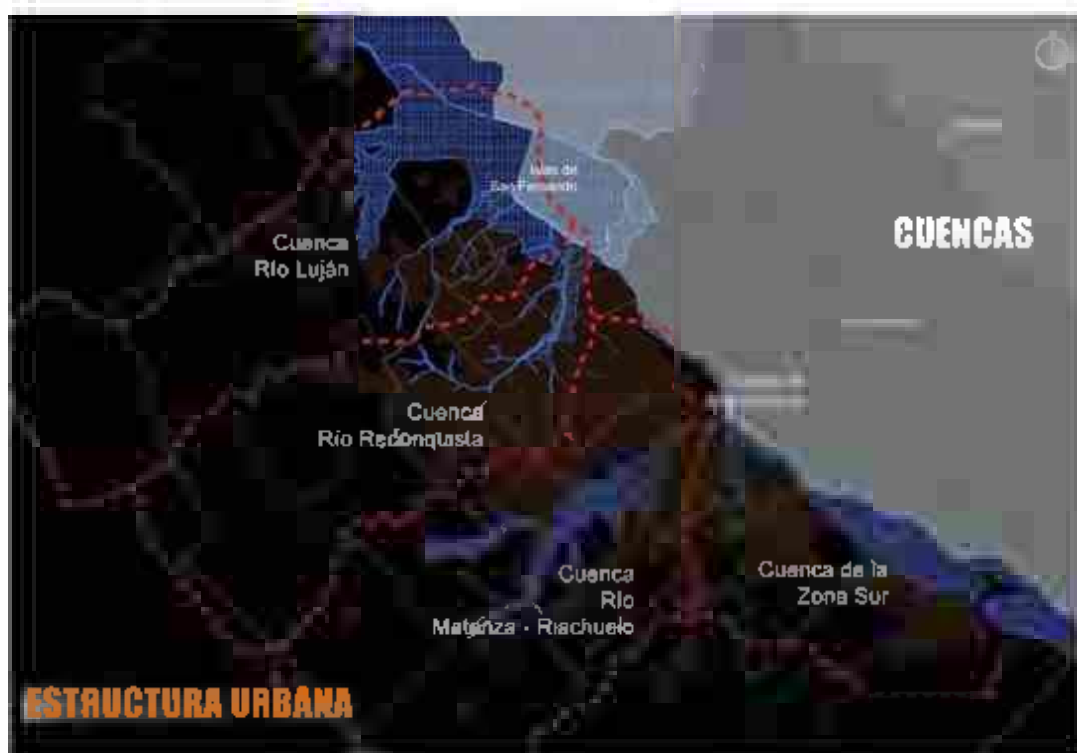 Islas de
San Fernando
CUENCAS
Cuenca
Río Luján
Cuenca
Río Reconquista
Cuenca
Río
Matanza - Riachuelo
Cuenca de la
Zona Sur
ESTRUCTURA URBANA